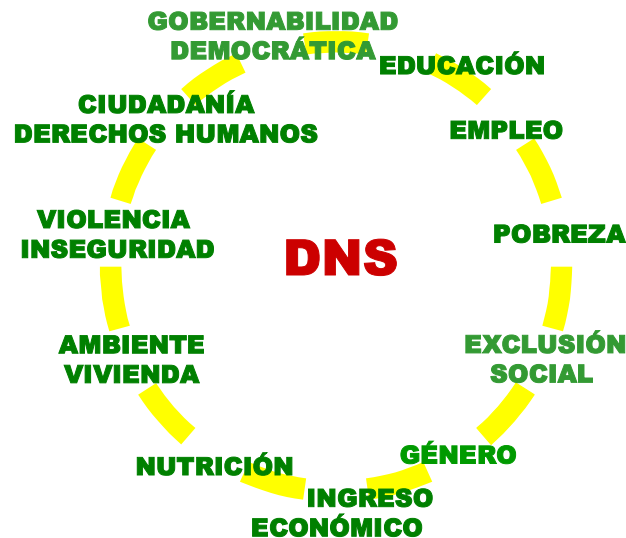 GOBERNABILIDAD
DEMOCRÁTICA
EDUCACIÓN
CIUDADANÍA
DERECHOS HUMANOS
EMPLEO
VIOLENCIA
INSEGURIDAD
POBREZA
DNS
AMBIENTE
VIVIENDA
EXCLUSIÓN
SOCIAL
NUTRICIÓN
GÉNERO
INGRESO
ECONÓMICO